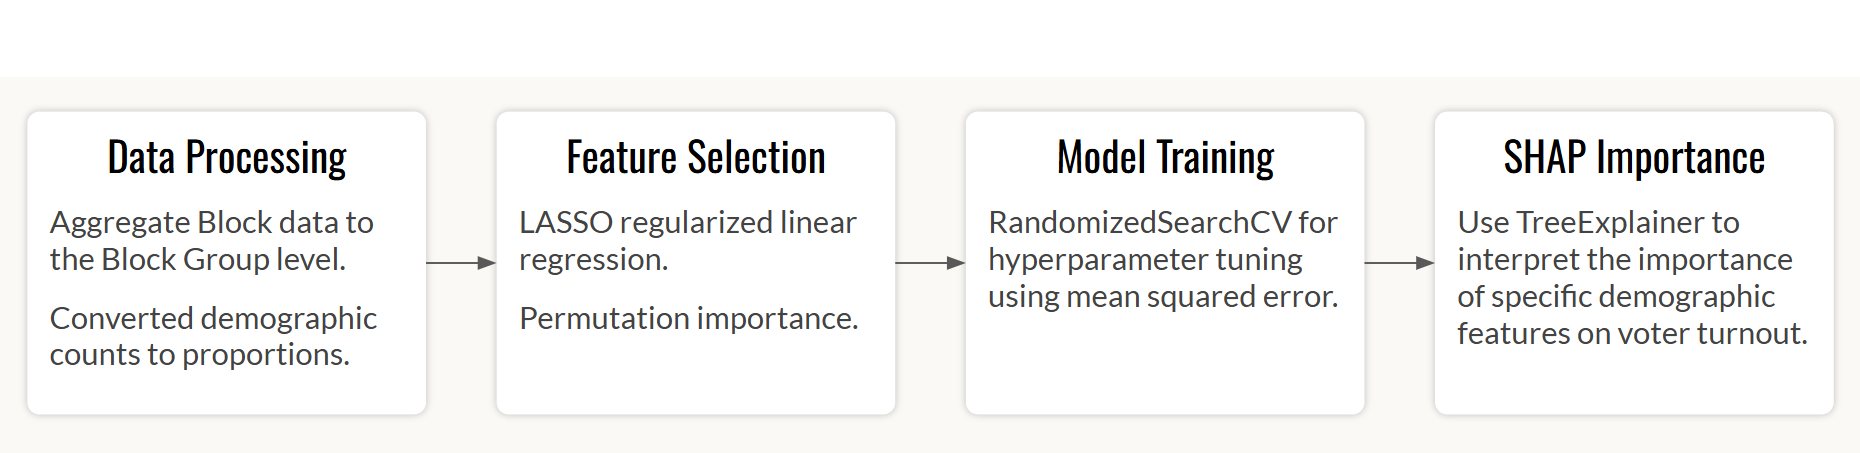 Data Processing
Aggregate Block data to
the Block Group level.
Converted demographic
counts to proportions.
Feature Selection
LASSO regularized linear
regression.
Permutation importance.
Model Training
RandomizedSearchCV for
hyperparameter tuning
using mean squared error.
SHAP Importance
Use TreeExplainer to
interpret the importance
of specific demographic
features on voter turnout.